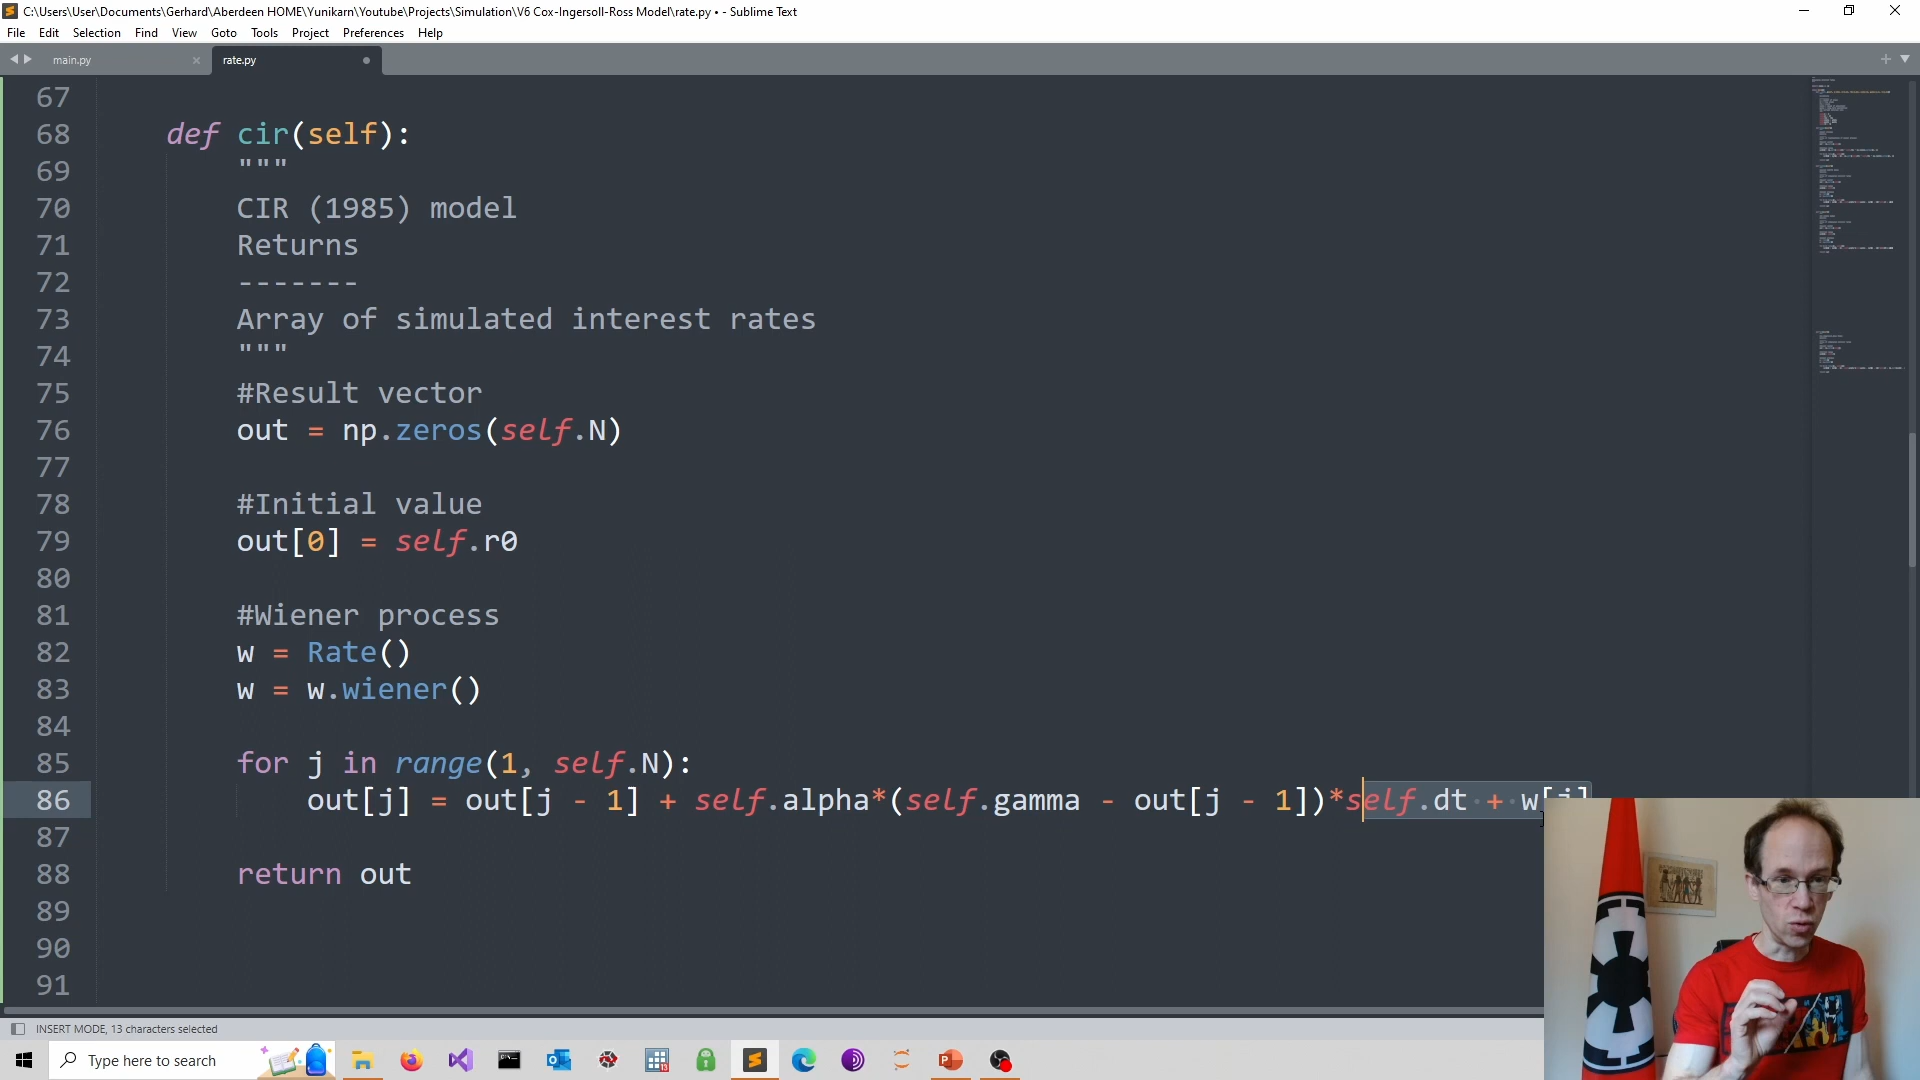 C:\Users\User\Documents\Gerhard\Aberdeen HOME\Yunikarn\Youtube\Projects\Simulation\V6 Cox-Ingersoll-Ross Model\rate.py • - Sublime Text
File Edit Selection Find View Goto Tools Project Preferences Help
main.py rate.py
67
68 def cir(self):
69 """
70 CIR (1985) model
71 Returns
72 -------
73 Array of simulated interest rates
74 """
75 #Result vector
76 out = np.zeros(self.N)
77
78 #Initial value
79 out[0] = self.r0
80
81 #Wiener process
82 w = Rate()
83 w = w.wiener()
84
85 for j in range(1, self.N):
86 out[j] = out[j - 1] + self.alpha*(self.gamma - out[j - 1])*self.dt + w[j]
87
88 return out
89
90
91
INSERT MODE, 13 characters selected
Type here to search